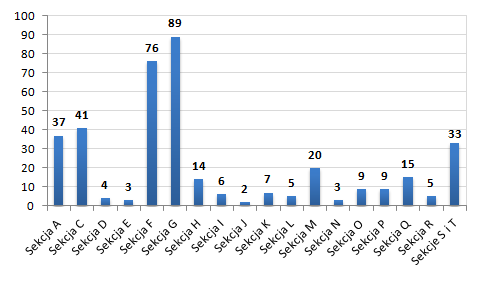 100
90
80
70
60
50
40
30
20
10
0
37
41
4
3
76
89
14
6
2
7
5
20
3
9
9
15
5
33
Sekcja A
Sekcja C
Sekcja D
Sekcja E
Sekcja F
Sekcja G
Sekcja H
Sekcja I
Sekcja J
Sekcja K
Sekcja L
Sekcja M
Sekcja N
Sekcja O
Sekcja P
Sekcja Q
Sekcja R
Sekcje S i T